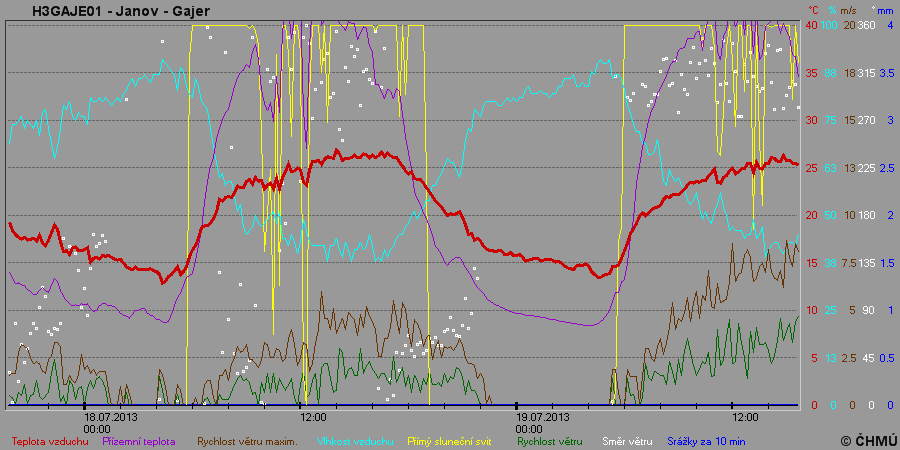 H3GAJE01 - Janov - Gajer
°C % m/s ° mm
40 100 20 360 4
35 88 18 315 3.5
30 75 15 270 3
25 63 13 225 2.5
20 50 10 180 2
15 38 7.5 135 1.5
10 25 5 90 1
5 13 2.5 45 0.5
0 0 0 0 0
18.07.2013 12:00 19.07.2013 12:00
00:00 00:00
Teplota vzduchu Přízemní teplota Rychlost větru maxim. Vlhkost vzduchu Přímý sluneční svit Rychlost větru Směr větru Srážky za 10 min
© ČHMÚ